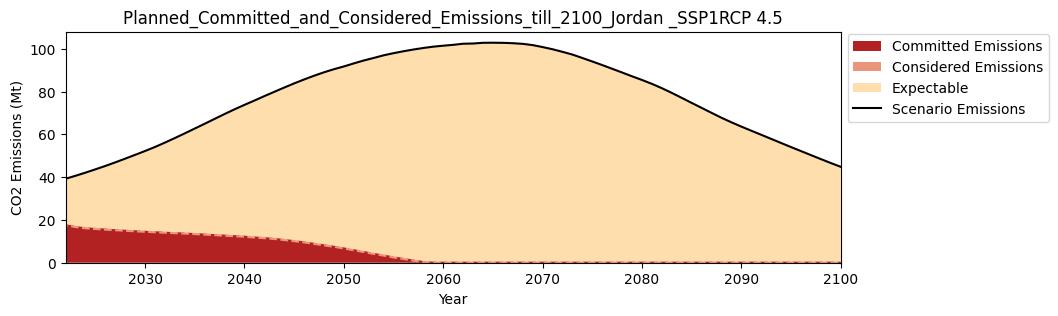 Planned_Committed_and_Considered_Emissions_till_2100_Jordan _SSP1RCP 4.5
CO2 Emissions (Mt)
100
80
60
40
20
0
2030 2040 2050 2060 2070 2080 2090 2100
Year
Committed Emissions
Considered Emissions
Expectable
Scenario Emissions